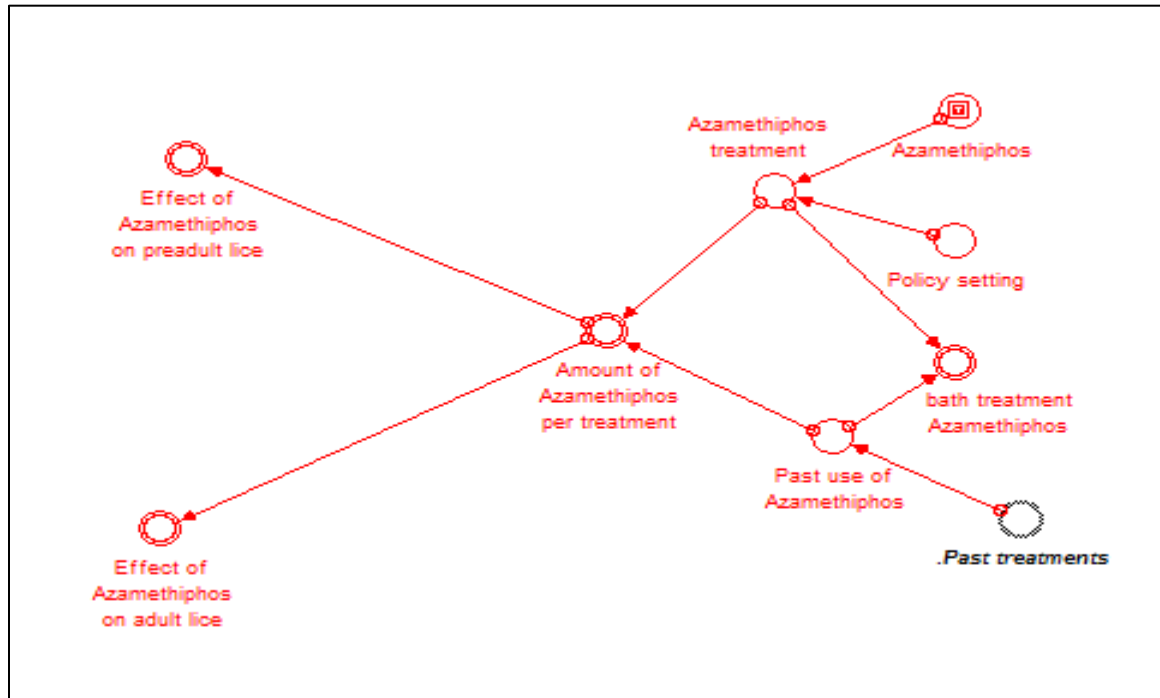 Azamethiphos
treatment
Azamethiphos
Effect of
Azamethiphos
on preadult lice
Policy setting
Amount of
Azamethiphos
per treatment
bath treatment
Azamethiphos
Past use of
Azamethiphos
.Past treatments
Effect of
Azamethiphos
on adult lice